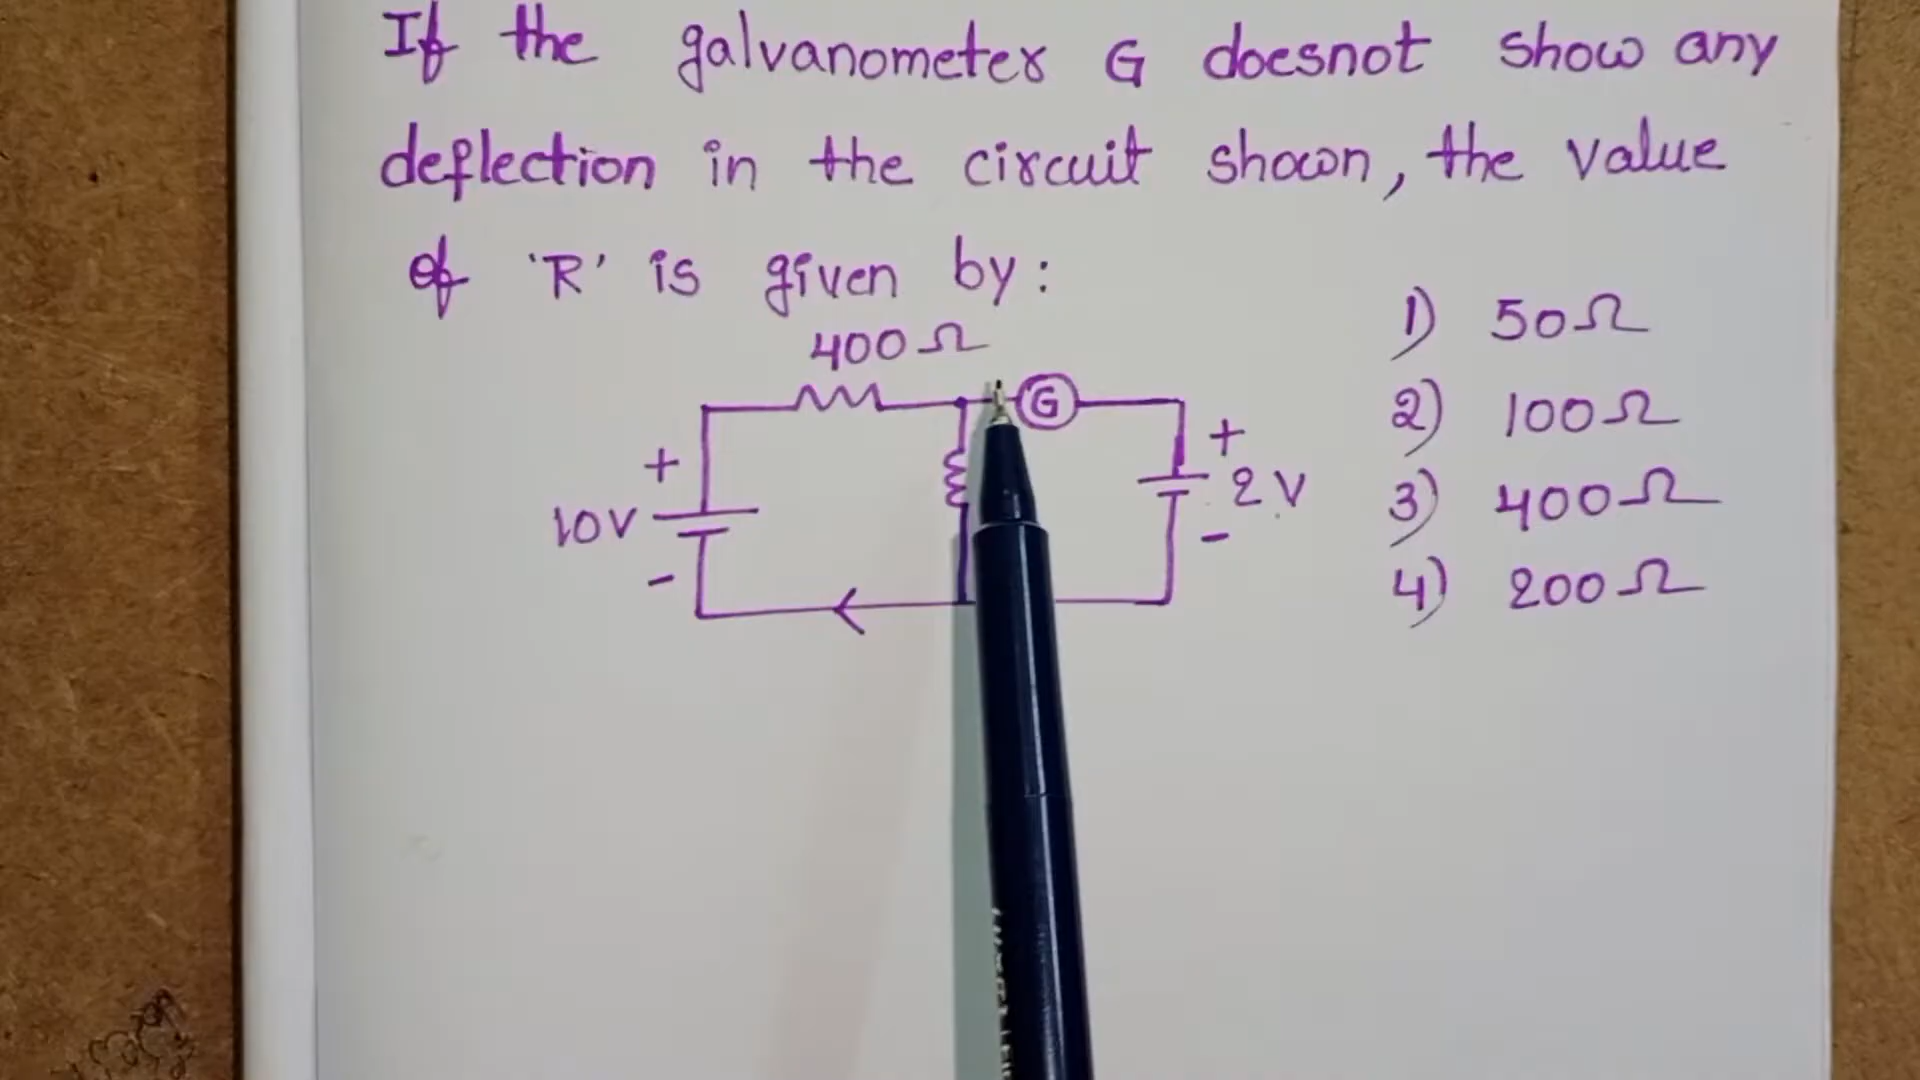 If the galvanometer G doesnot show any
deflection in the circuit shown, the value
of 'R' is given by:
400Ω
1) 50Ω
2) 100Ω
3) 400Ω
4) 200Ω
G
+
10V
-
+
2V
-